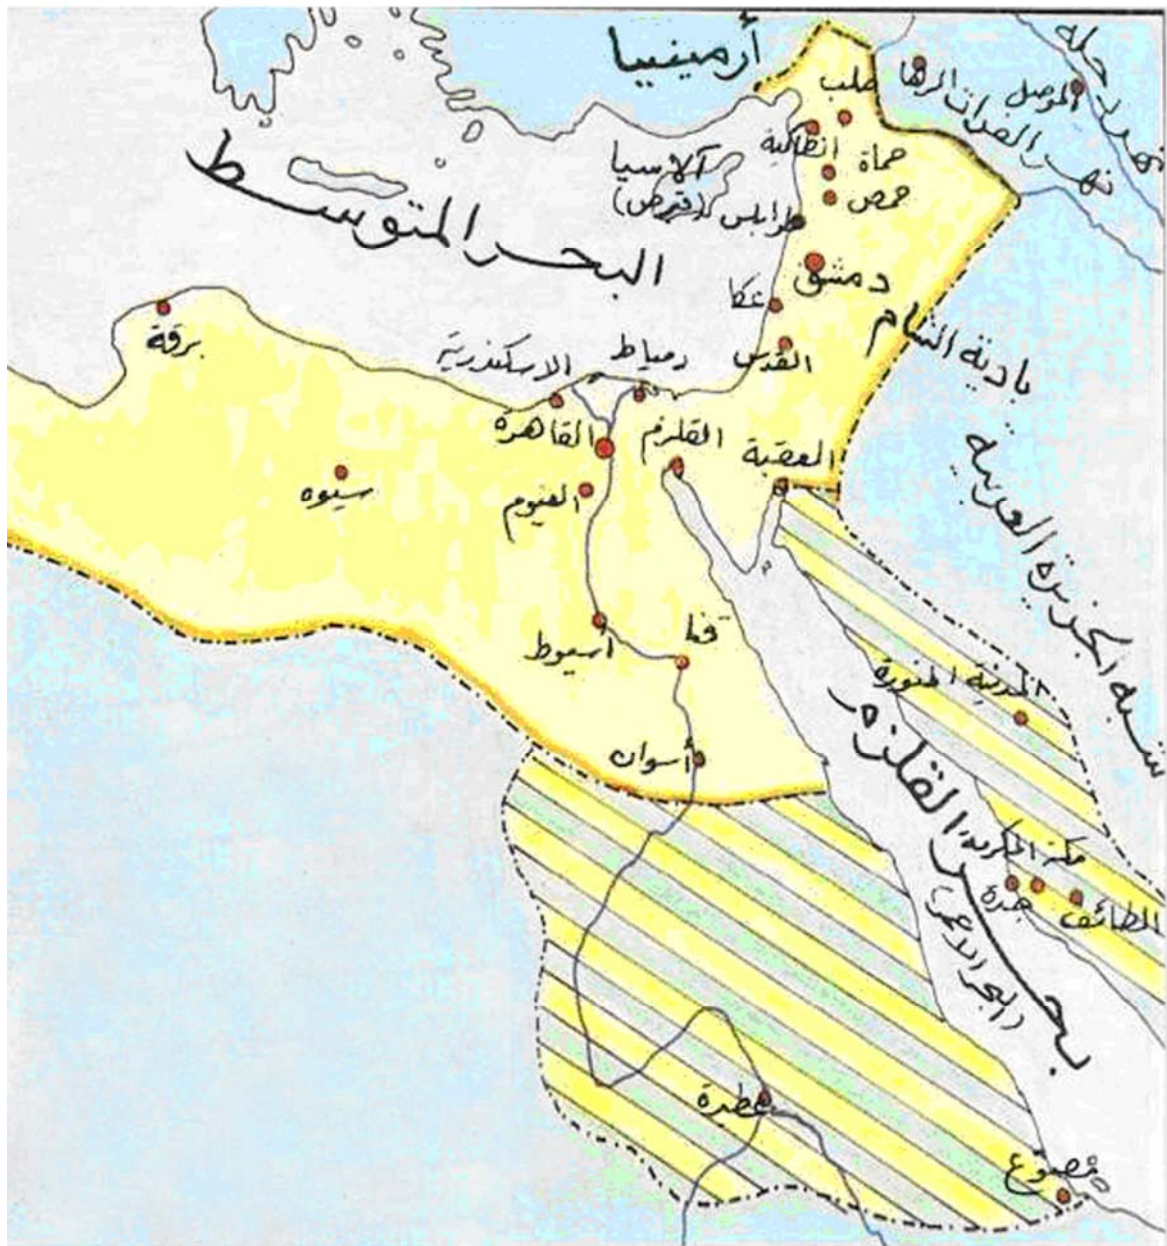 أرمينيا
نهر دجلة
الموصل
الرها
نهر الفرات
حلب
انطاكية
حماة
حمص
آلاسيا
(قبرص)
طرابلس
البحر المتوسط
دمشق
عكا
القدس
بادية الشام
برقة
الاسكندرية
دمياط
القاهرة
القلزم
العقبة
سيوه
الفيوم
شبه الجزيرة العربية
أسيوط
قفط
المدينة المنورة
أسوان
بحر القلزم
(البحر الاحمر)
مكة المكرمة
جدة
الطائف
عطبرة
مصوع